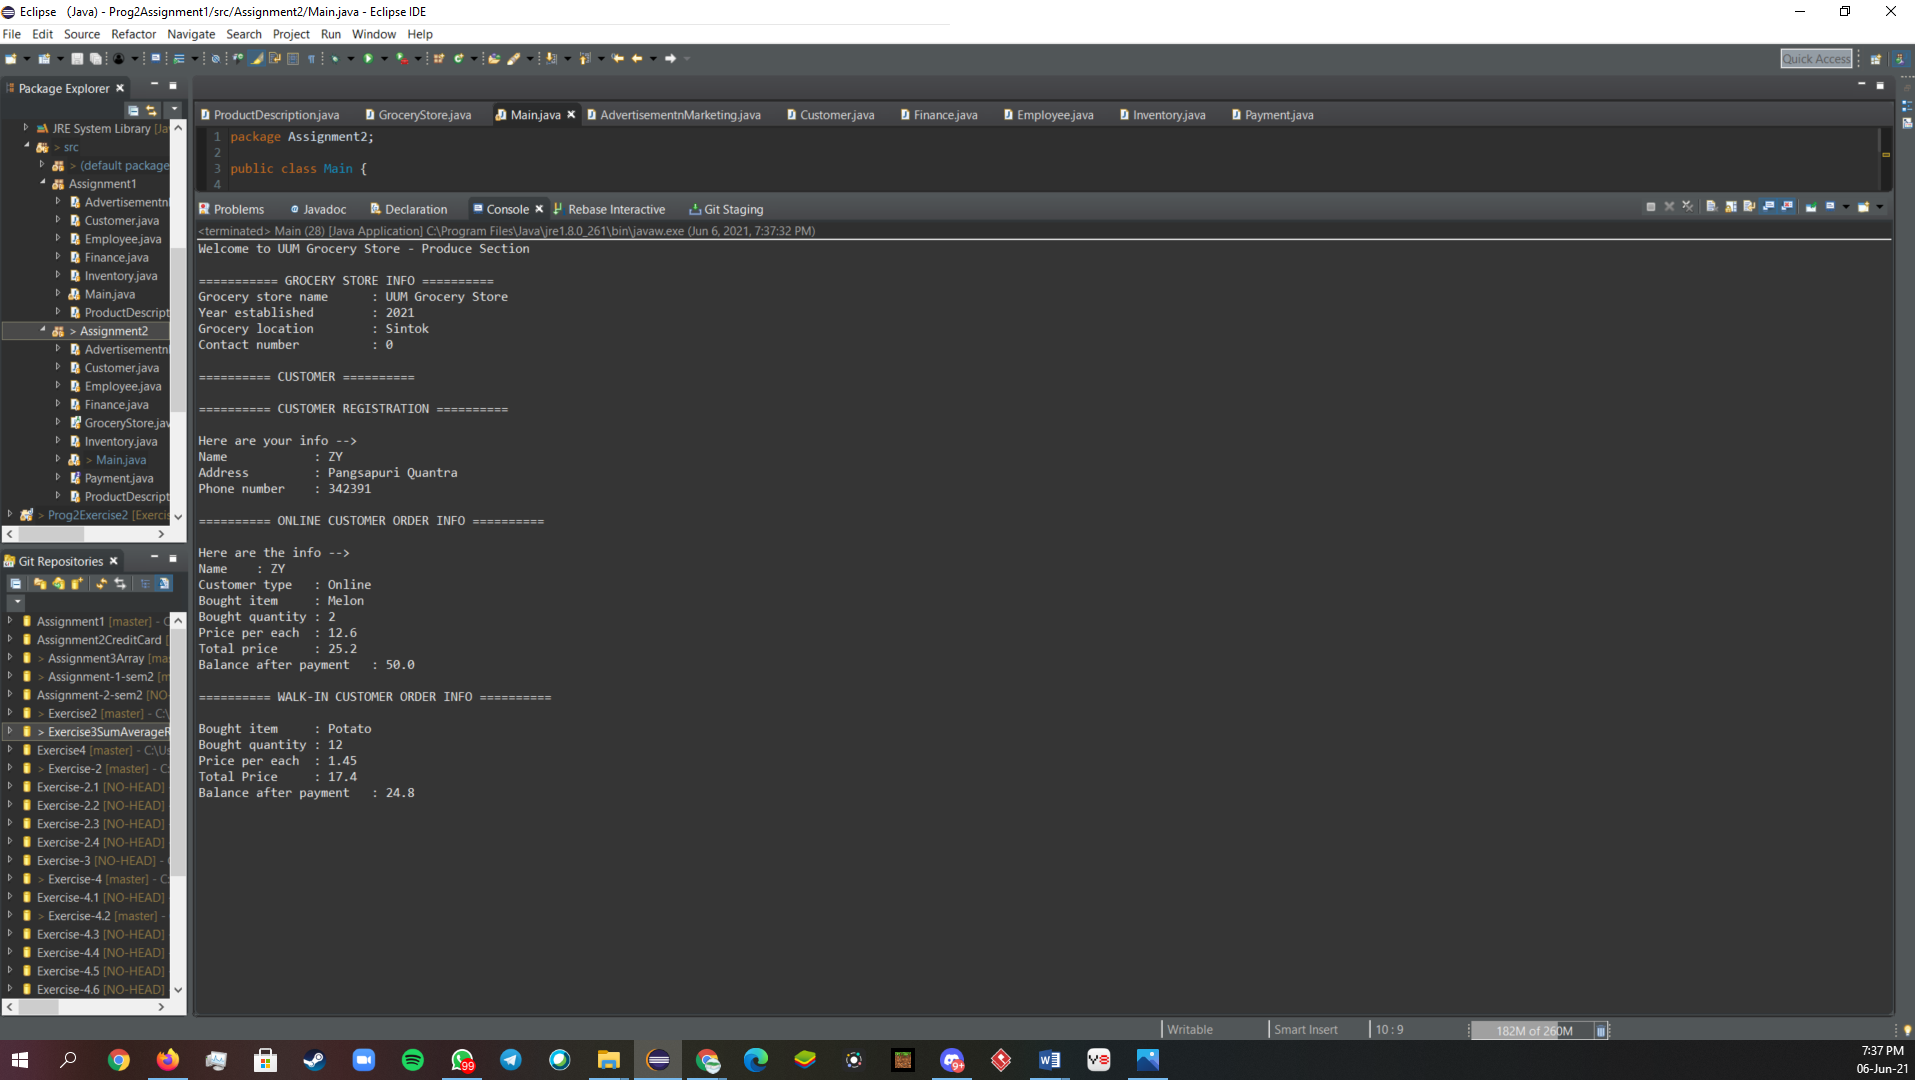 Eclipse   (Java) - Prog2Assignment1/src/Assignment2/Main.java - Eclipse IDE
File Edit Source Refactor Navigate Search Project Run Window Help
Quick Access
Package Explorer
JRE System Library [Ja
> src
> (default package
Assignment1
Advertisementn
Customer.java
Employee.java
Finance.java
Inventory.java
Main.java
ProductDescript
> Assignment2
Advertisementn
Customer.java
Employee.java
Finance.java
GroceryStore.jav
Inventory.java
> Main.java
Payment.java
ProductDescript
> Prog2Exercise2 [Exercis
Git Repositories
Assignment1 [master] - C
Assignment2CreditCard [
> Assignment3Array [mas
> Assignment-1-sem2 [m
Assignment-2-sem2 [NO-
> Exercise2 [master] - C:\
> Exercise3SumAverageR
Exercise4 [master] - C:\Us
> Exercise-2 [master] - C:
Exercise-2.1 [NO-HEAD]
Exercise-2.2 [NO-HEAD]
Exercise-2.3 [NO-HEAD]
Exercise-2.4 [NO-HEAD]
Exercise-3 [NO-HEAD] - C
> Exercise-4 [master] - C:
Exercise-4.1 [NO-HEAD]
> Exercise-4.2 [master] -
Exercise-4.3 [NO-HEAD]
Exercise-4.4 [NO-HEAD]
Exercise-4.5 [NO-HEAD]
Exercise-4.6 [NO-HEAD]
ProductDescription.java GroceryStore.java Main.java AdvertisementnMarketing.java Customer.java Finance.java Employee.java Inventory.java Payment.java
1 package Assignment2;
2
3 public class Main {
4
Problems Javadoc Declaration Console Rebase Interactive Git Staging
<terminated> Main (28) [Java Application] C:\Program Files\Java\jre1.8.0_261\bin\javaw.exe (Jun 6, 2021, 7:37:32 PM)
Welcome to UUM Grocery Store - Produce Section
=========== GROCERY STORE INFO ==========
Grocery store name      : UUM Grocery Store
Year established        : 2021
Grocery location        : Sintok
Contact number          : 0
========== CUSTOMER ==========
========== CUSTOMER REGISTRATION ==========
Here are your info -->
Name            : ZY
Address         : Pangsapuri Quantra
Phone number    : 342391
========== ONLINE CUSTOMER ORDER INFO ==========
Here are the info -->
Name    : ZY
Customer type   : Online
Bought item     : Melon
Bought quantity : 2
Price per each  : 12.6
Total price     : 25.2
Balance after payment   : 50.0
========== WALK-IN CUSTOMER ORDER INFO ==========
Bought item     : Potato
Bought quantity : 12
Price per each  : 1.45
Total Price     : 17.4
Balance after payment   : 24.8
Writable Smart Insert 10 : 9 182M of 260M
99 9+
7:37 PM
06-Jun-21